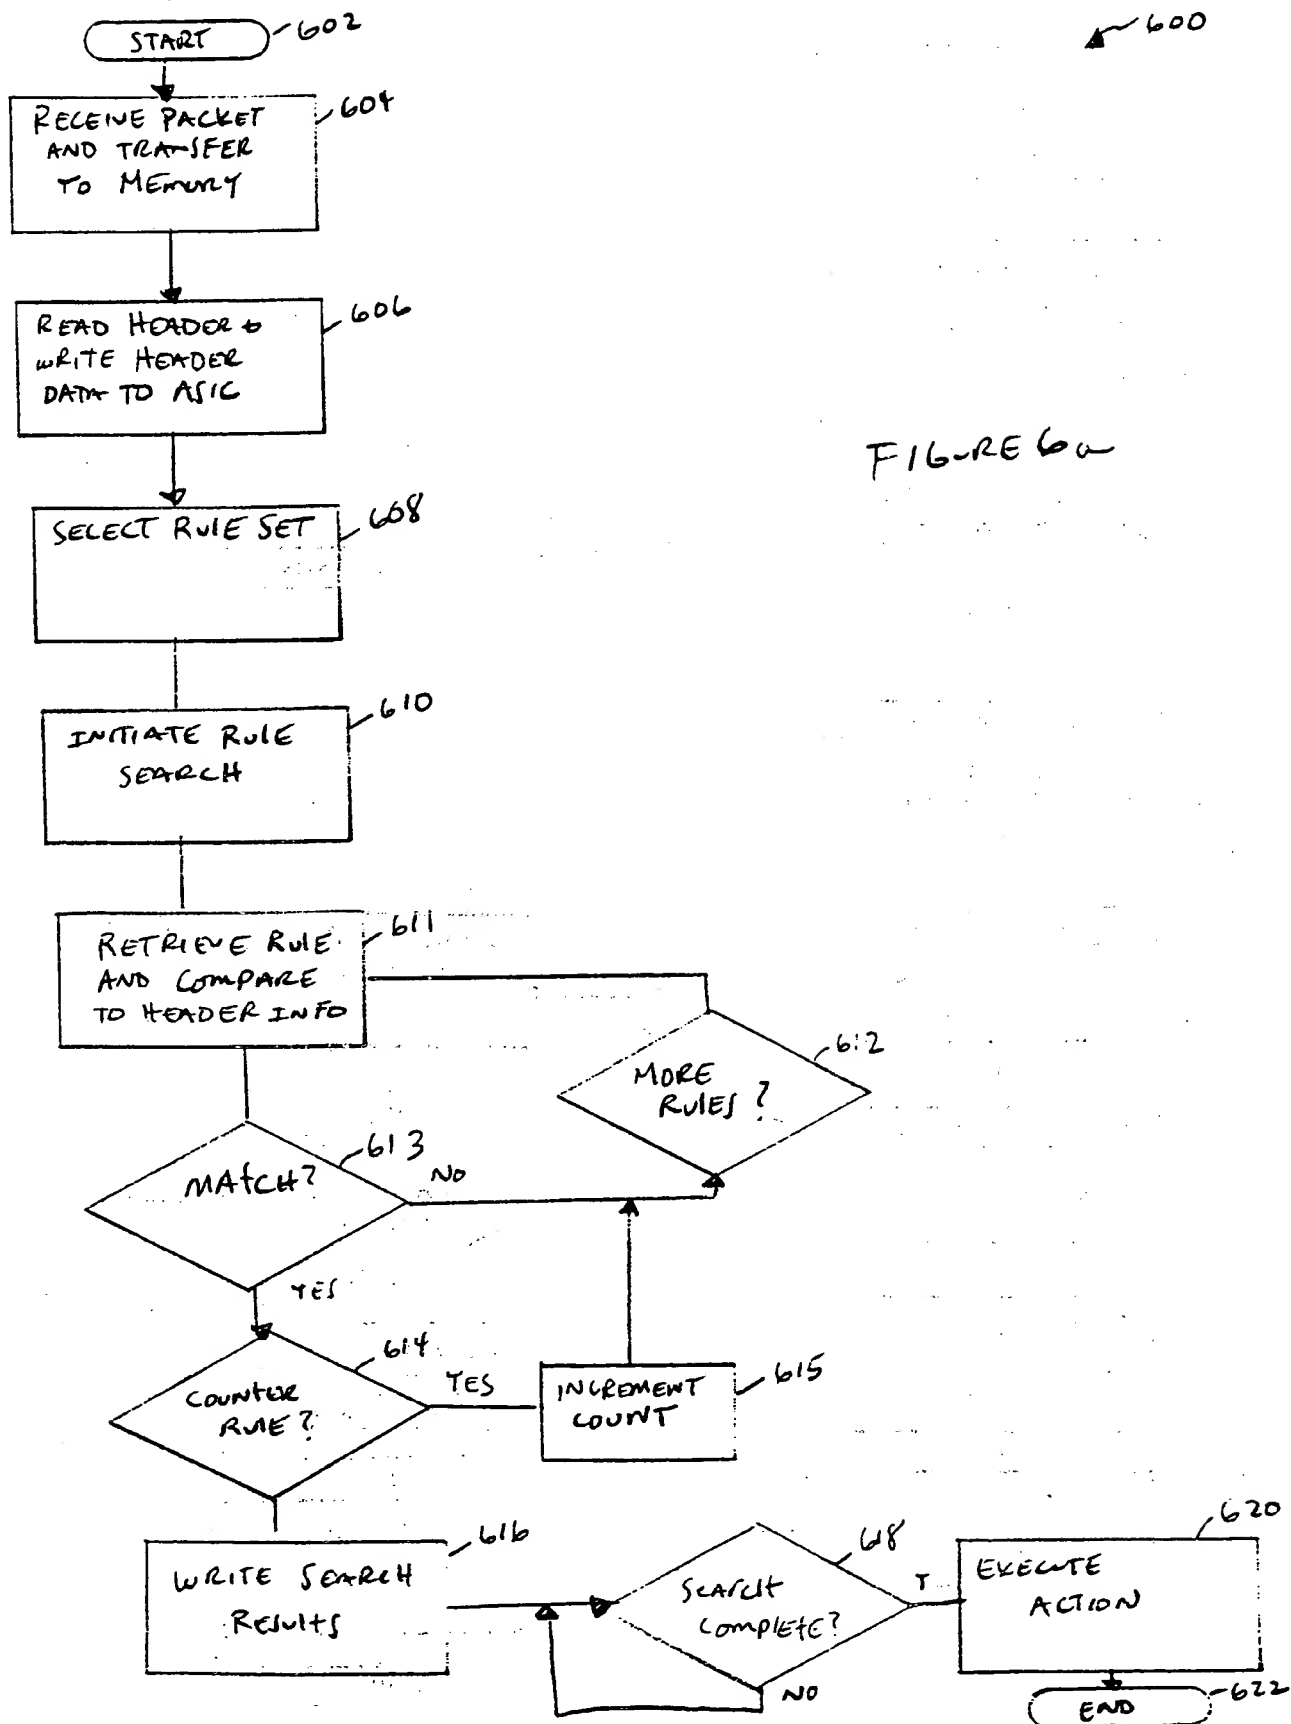 START
602
600
RECEIVE PACKET
AND TRANSFER
TO MEMORY
604
READ HEADER &
WRITE HEADER
DATA TO ASIC
606
FIGURE 6a
SELECT RULE SET
608
INITIATE RULE
SEARCH
610
RETRIEVE RULE
AND COMPARE
TO HEADER INFO
611
MORE
RULES?
612
MATCH?
613
NO
YES
COUNTER
RULE?
614
YES
INCREMENT
COUNT
615
WRITE SEARCH
RESULTS
616
SEARCH
COMPLETE?
618
Y
NO
EXECUTE
ACTION
620
END
622